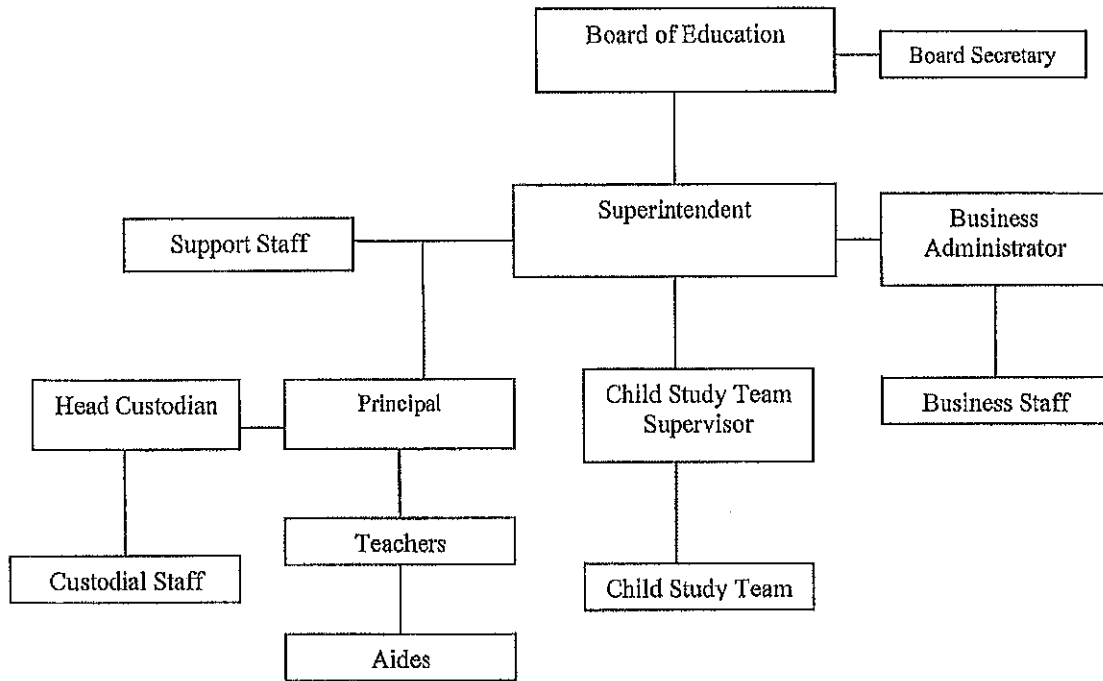 Board of Education
Board Secretary
Superintendent
Support Staff
Business
Administrator
Head Custodian
Principal
Child Study Team
Supervisor
Business Staff
Teachers
Custodial Staff
Child Study Team
Aides